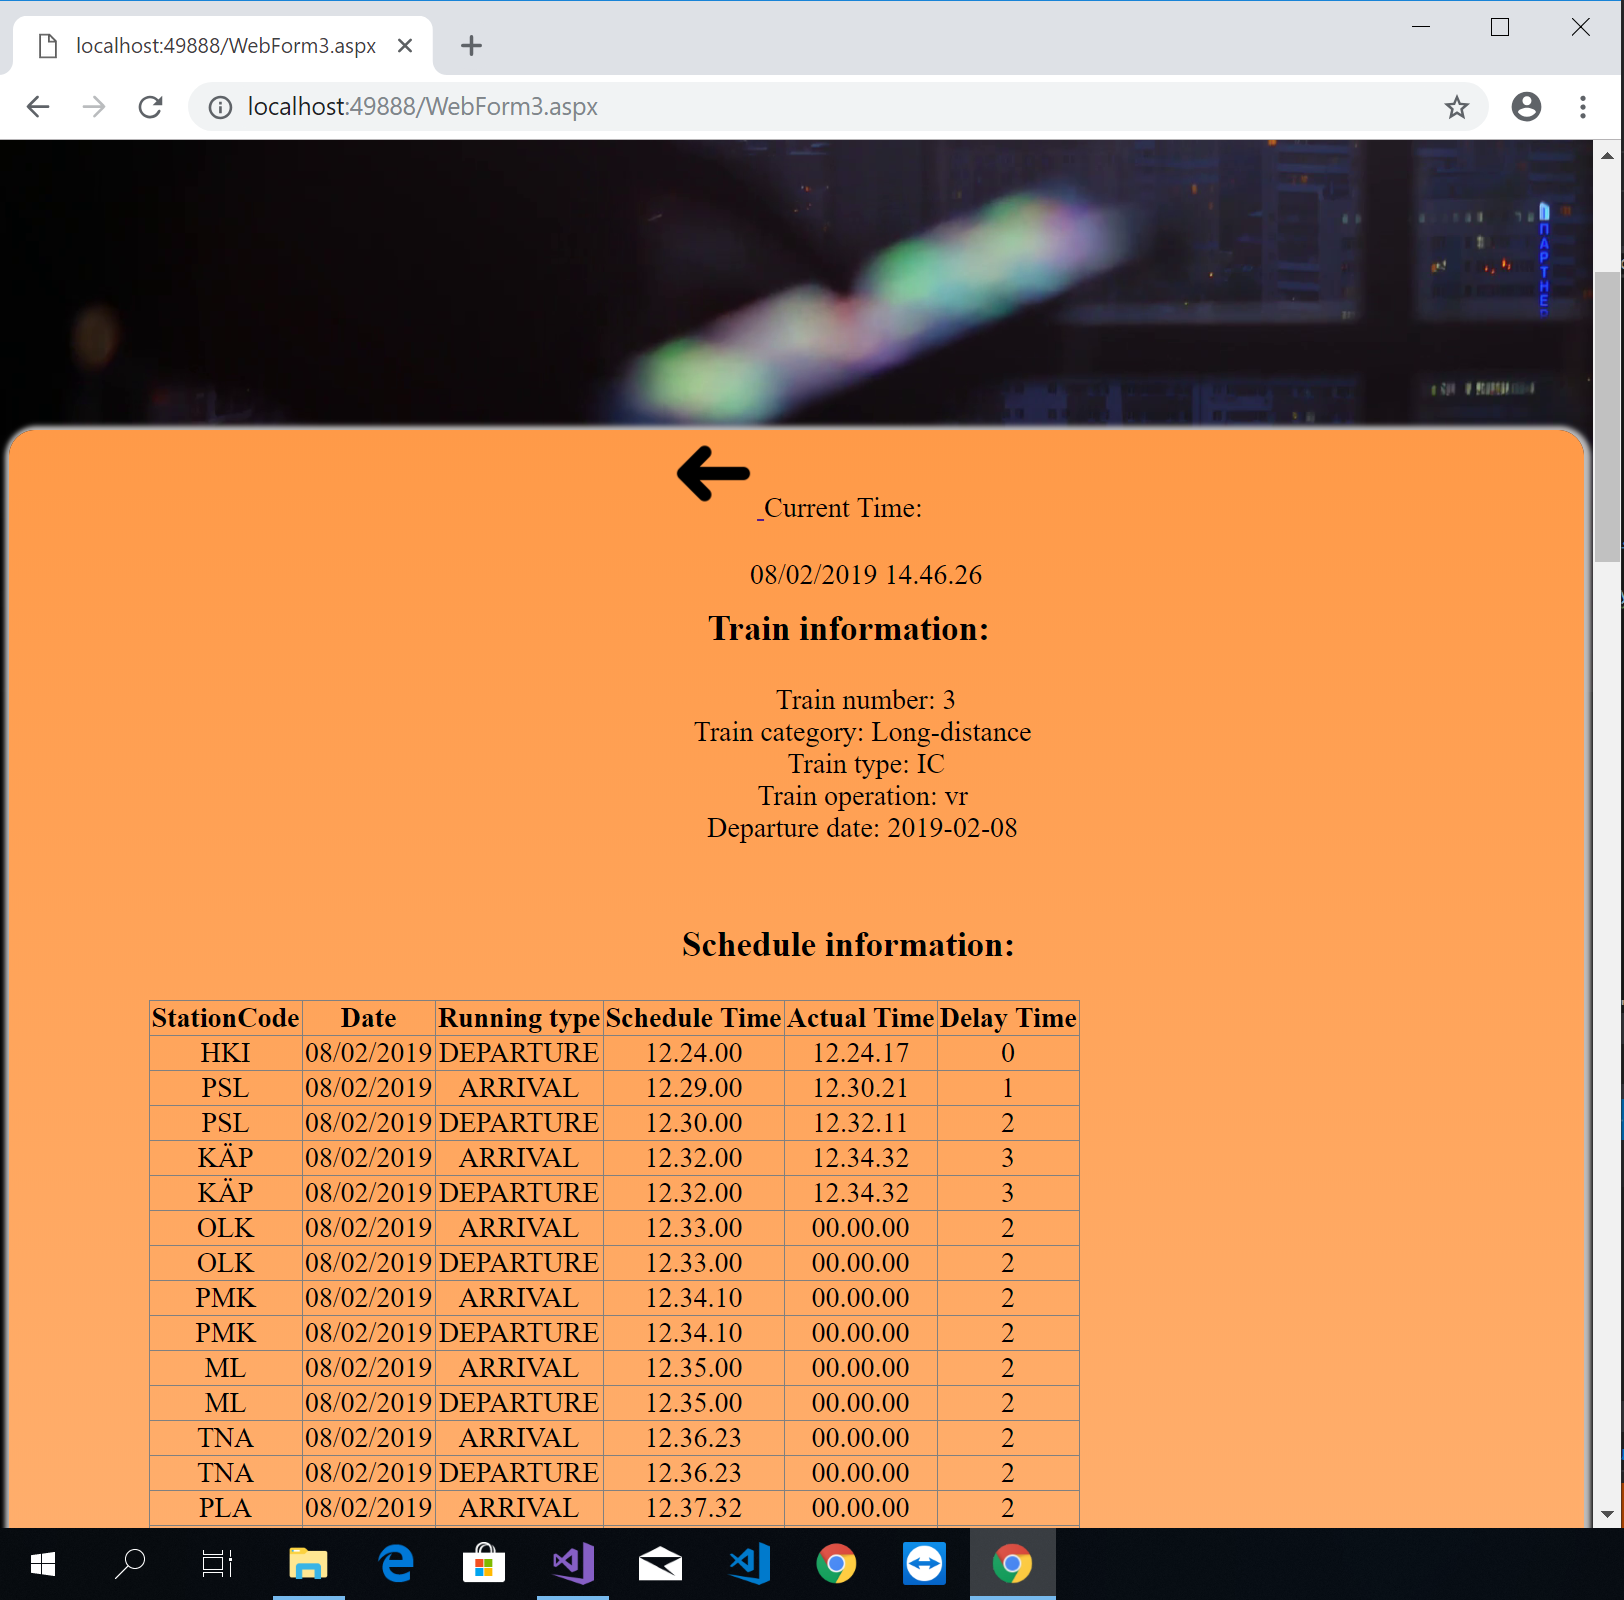 localhost:49888/WebForm3.aspx
localhost:49888/WebForm3.aspx
ПАРТНЕР
Current Time:
08/02/2019 14.46.26
Train information:
Train number: 3
Train category: Long-distance
Train type: IC
Train operation: vr
Departure date: 2019-02-08
Schedule information:
StationCode Date Running type Schedule Time Actual Time Delay Time
HKI 08/02/2019 DEPARTURE 12.24.00 12.24.17 0
PSL 08/02/2019 ARRIVAL 12.29.00 12.30.21 1
PSL 08/02/2019 DEPARTURE 12.30.00 12.32.11 2
KÄP 08/02/2019 ARRIVAL 12.32.00 12.34.32 3
KÄP 08/02/2019 DEPARTURE 12.32.00 12.34.32 3
OLK 08/02/2019 ARRIVAL 12.33.00 00.00.00 2
OLK 08/02/2019 DEPARTURE 12.33.00 00.00.00 2
PMK 08/02/2019 ARRIVAL 12.34.10 00.00.00 2
PMK 08/02/2019 DEPARTURE 12.34.10 00.00.00 2
ML 08/02/2019 ARRIVAL 12.35.00 00.00.00 2
ML 08/02/2019 DEPARTURE 12.35.00 00.00.00 2
TNA 08/02/2019 ARRIVAL 12.36.23 00.00.00 2
TNA 08/02/2019 DEPARTURE 12.36.23 00.00.00 2
PLA 08/02/2019 ARRIVAL 12.37.32 00.00.00 2